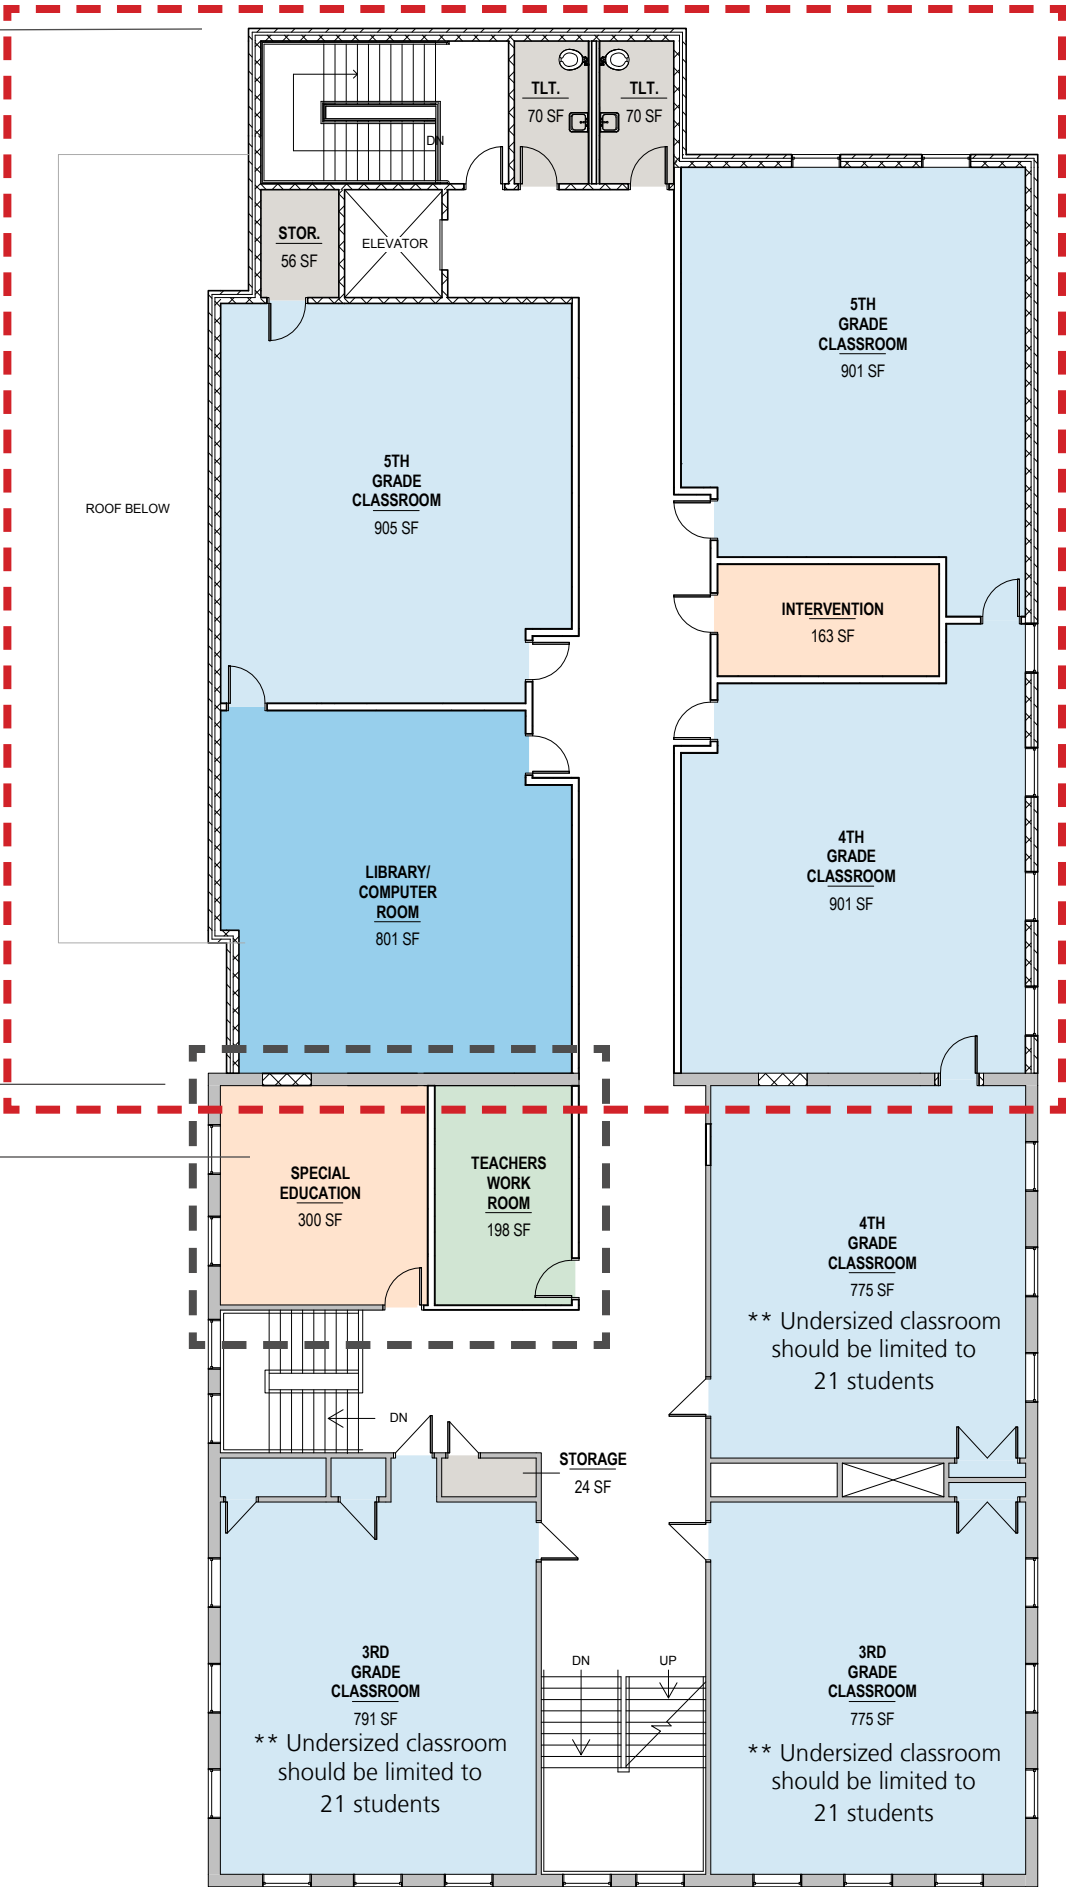 TLT.
70 SF
TLT.
70 SF
DN
STOR.
56 SF
ELEVATOR
5TH
GRADE
CLASSROOM
901 SF
5TH
GRADE
CLASSROOM
905 SF
ROOF BELOW
INTERVENTION
163 SF
4TH
GRADE
CLASSROOM
901 SF
LIBRARY/
COMPUTER
ROOM
801 SF
SPECIAL
EDUCATION
300 SF
TEACHERS
WORK
ROOM
198 SF
4TH
GRADE
CLASSROOM
775 SF
** Undersized classroom
should be limited to
21 students
DN
STORAGE
24 SF
3RD
GRADE
CLASSROOM
791 SF
** Undersized classroom
should be limited to
21 students
DN
UP
3RD
GRADE
CLASSROOM
775 SF
** Undersized classroom
should be limited to
21 students